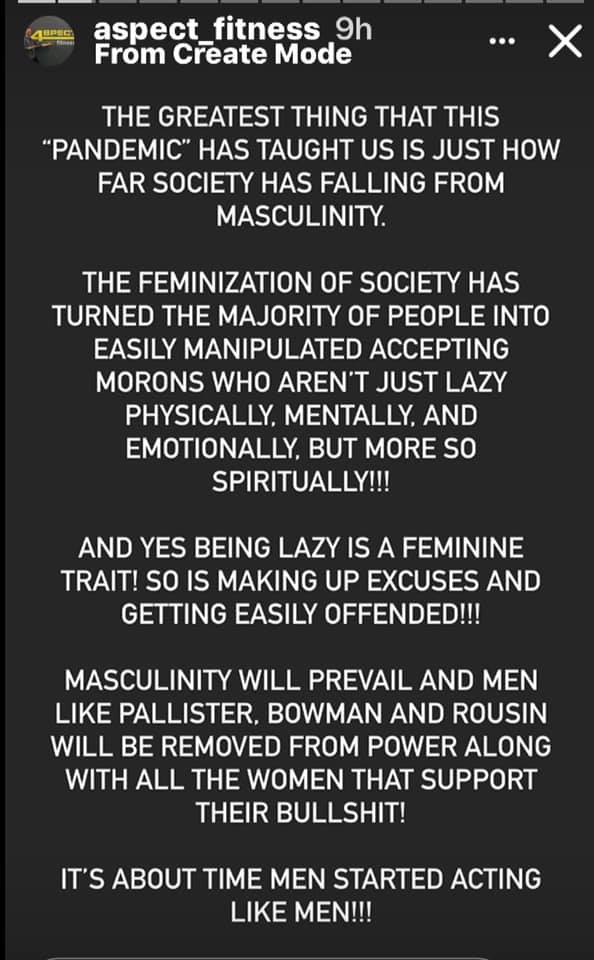 aspect_fitness 9h
From Create Mode
ASPECT
fitness
THE GREATEST THING THAT THIS
“PANDEMIC” HAS TAUGHT US IS JUST HOW
FAR SOCIETY HAS FALLING FROM
MASCULINITY.
THE FEMINIZATION OF SOCIETY HAS
TURNED THE MAJORITY OF PEOPLE INTO
EASILY MANIPULATED ACCEPTING
MORONS WHO AREN'T JUST LAZY
PHYSICALLY, MENTALLY, AND
EMOTIONALLY, BUT MORE SO
SPIRITUALLY!!!
AND YES BEING LAZY IS A FEMININE
TRAIT! SO IS MAKING UP EXCUSES AND
GETTING EASILY OFFENDED!!!
MASCULINITY WILL PREVAIL AND MEN
LIKE PALLISTER, BOWMAN AND ROUSIN
WILL BE REMOVED FROM POWER ALONG
WITH ALL THE WOMEN THAT SUPPORT
THEIR BULLSHIT!
IT'S ABOUT TIME MEN STARTED ACTING
LIKE MEN!!!